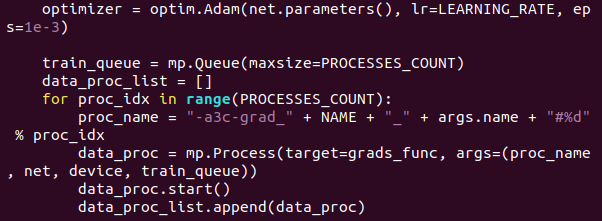 optimizer = optim.Adam(net.parameters(), lr=LEARNING_RATE, ep
s=1e-3)

    train_queue = mp.Queue(maxsize=PROCESSES_COUNT)
    data_proc_list = []
    for proc_idx in range(PROCESSES_COUNT):
        proc_name = "-a3c-grad_" + NAME + "_" + args.name + "#%d"
 % proc_idx
        data_proc = mp.Process(target=grads_func, args=(proc_name
, net, device, train_queue))
        data_proc.start()
        data_proc_list.append(data_proc)